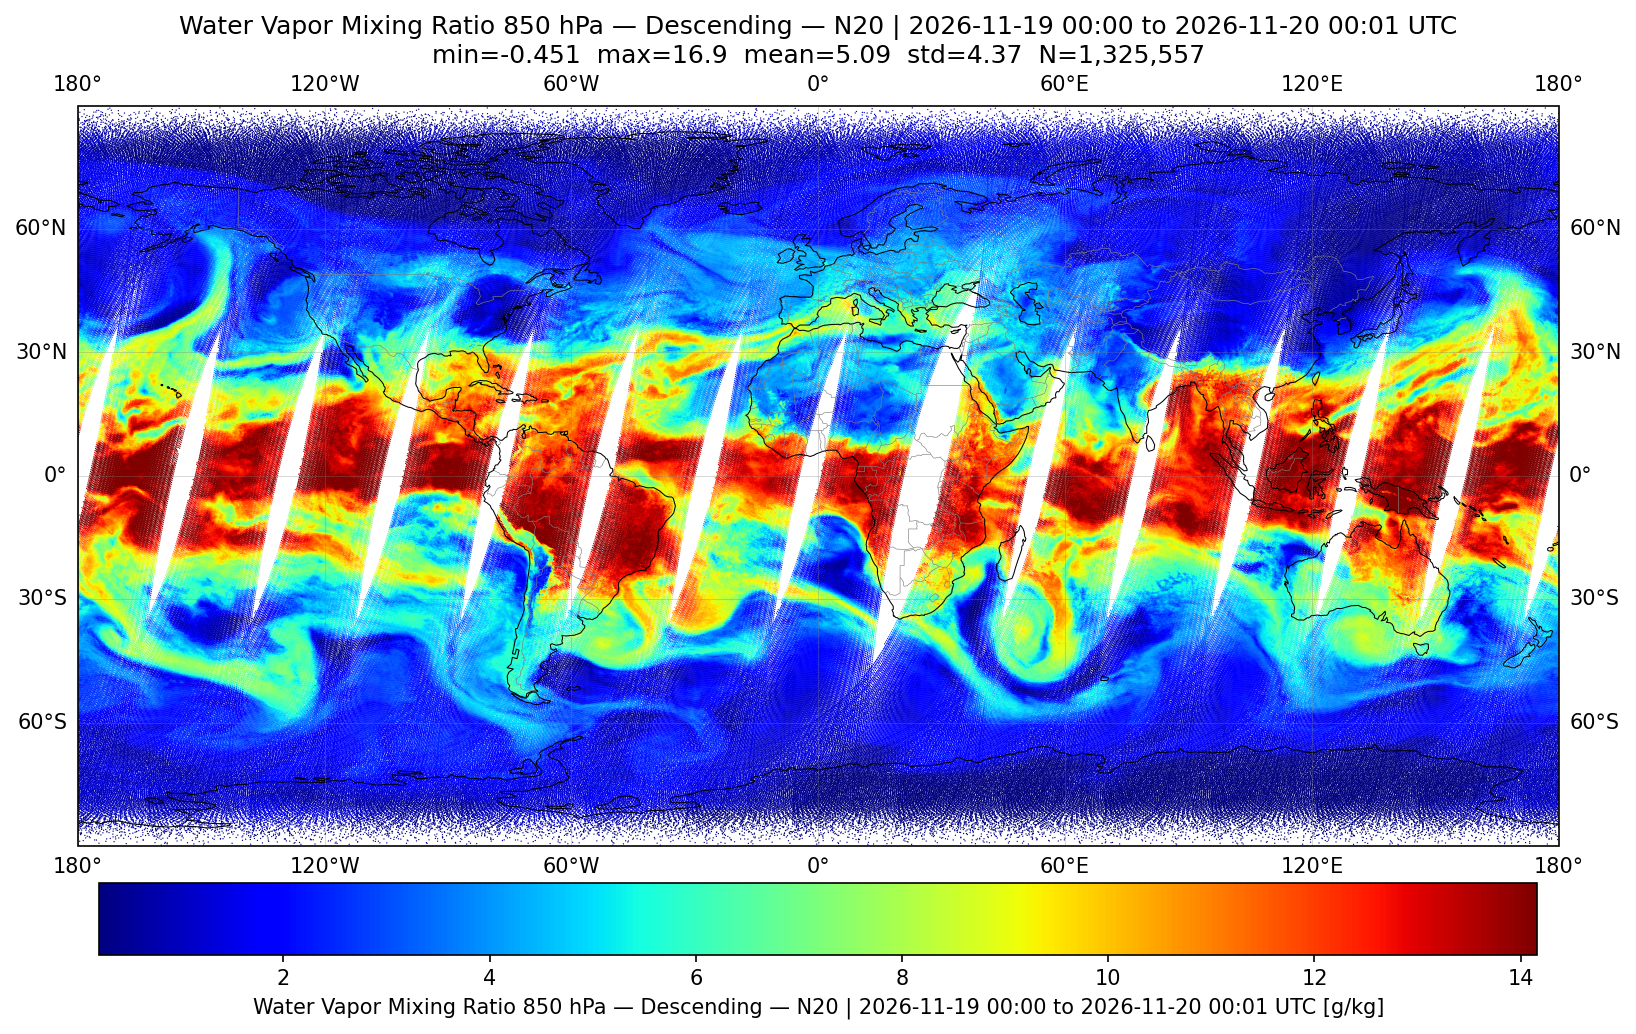 Water Vapor Mixing Ratio 850 hPa — Descending — N20 | 2026-11-19 00:00 to 2026-11-20 00:01 UTC
min=-0.451  max=16.9  mean=5.09  std=4.37  N=1,325,557
180° 120°W 60°W 0° 60°E 120°E 180°
60°N 60°N
30°N 30°N
0° 0°
30°S 30°S
60°S 60°S
180° 120°W 60°W 0° 60°E 120°E 180°
2 4 6 8 10 12 14
Water Vapor Mixing Ratio 850 hPa — Descending — N20 | 2026-11-19 00:00 to 2026-11-20 00:01 UTC [g/kg]